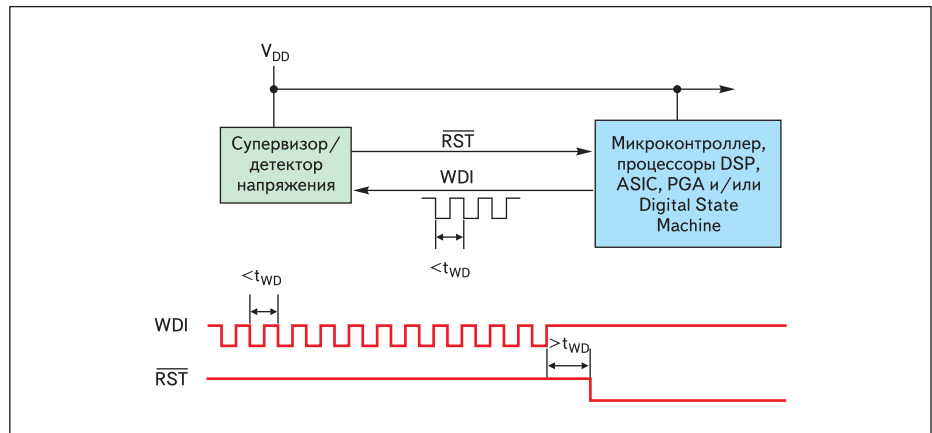 V_DD
Супервизор/
детектор
напряжения
RST
WDI
Микроконтроллер,
процессоры DSP,
ASIC, PGA и/или
Digital State
Machine
<t_WD
<t_WD
WDI
>t_WD
RST